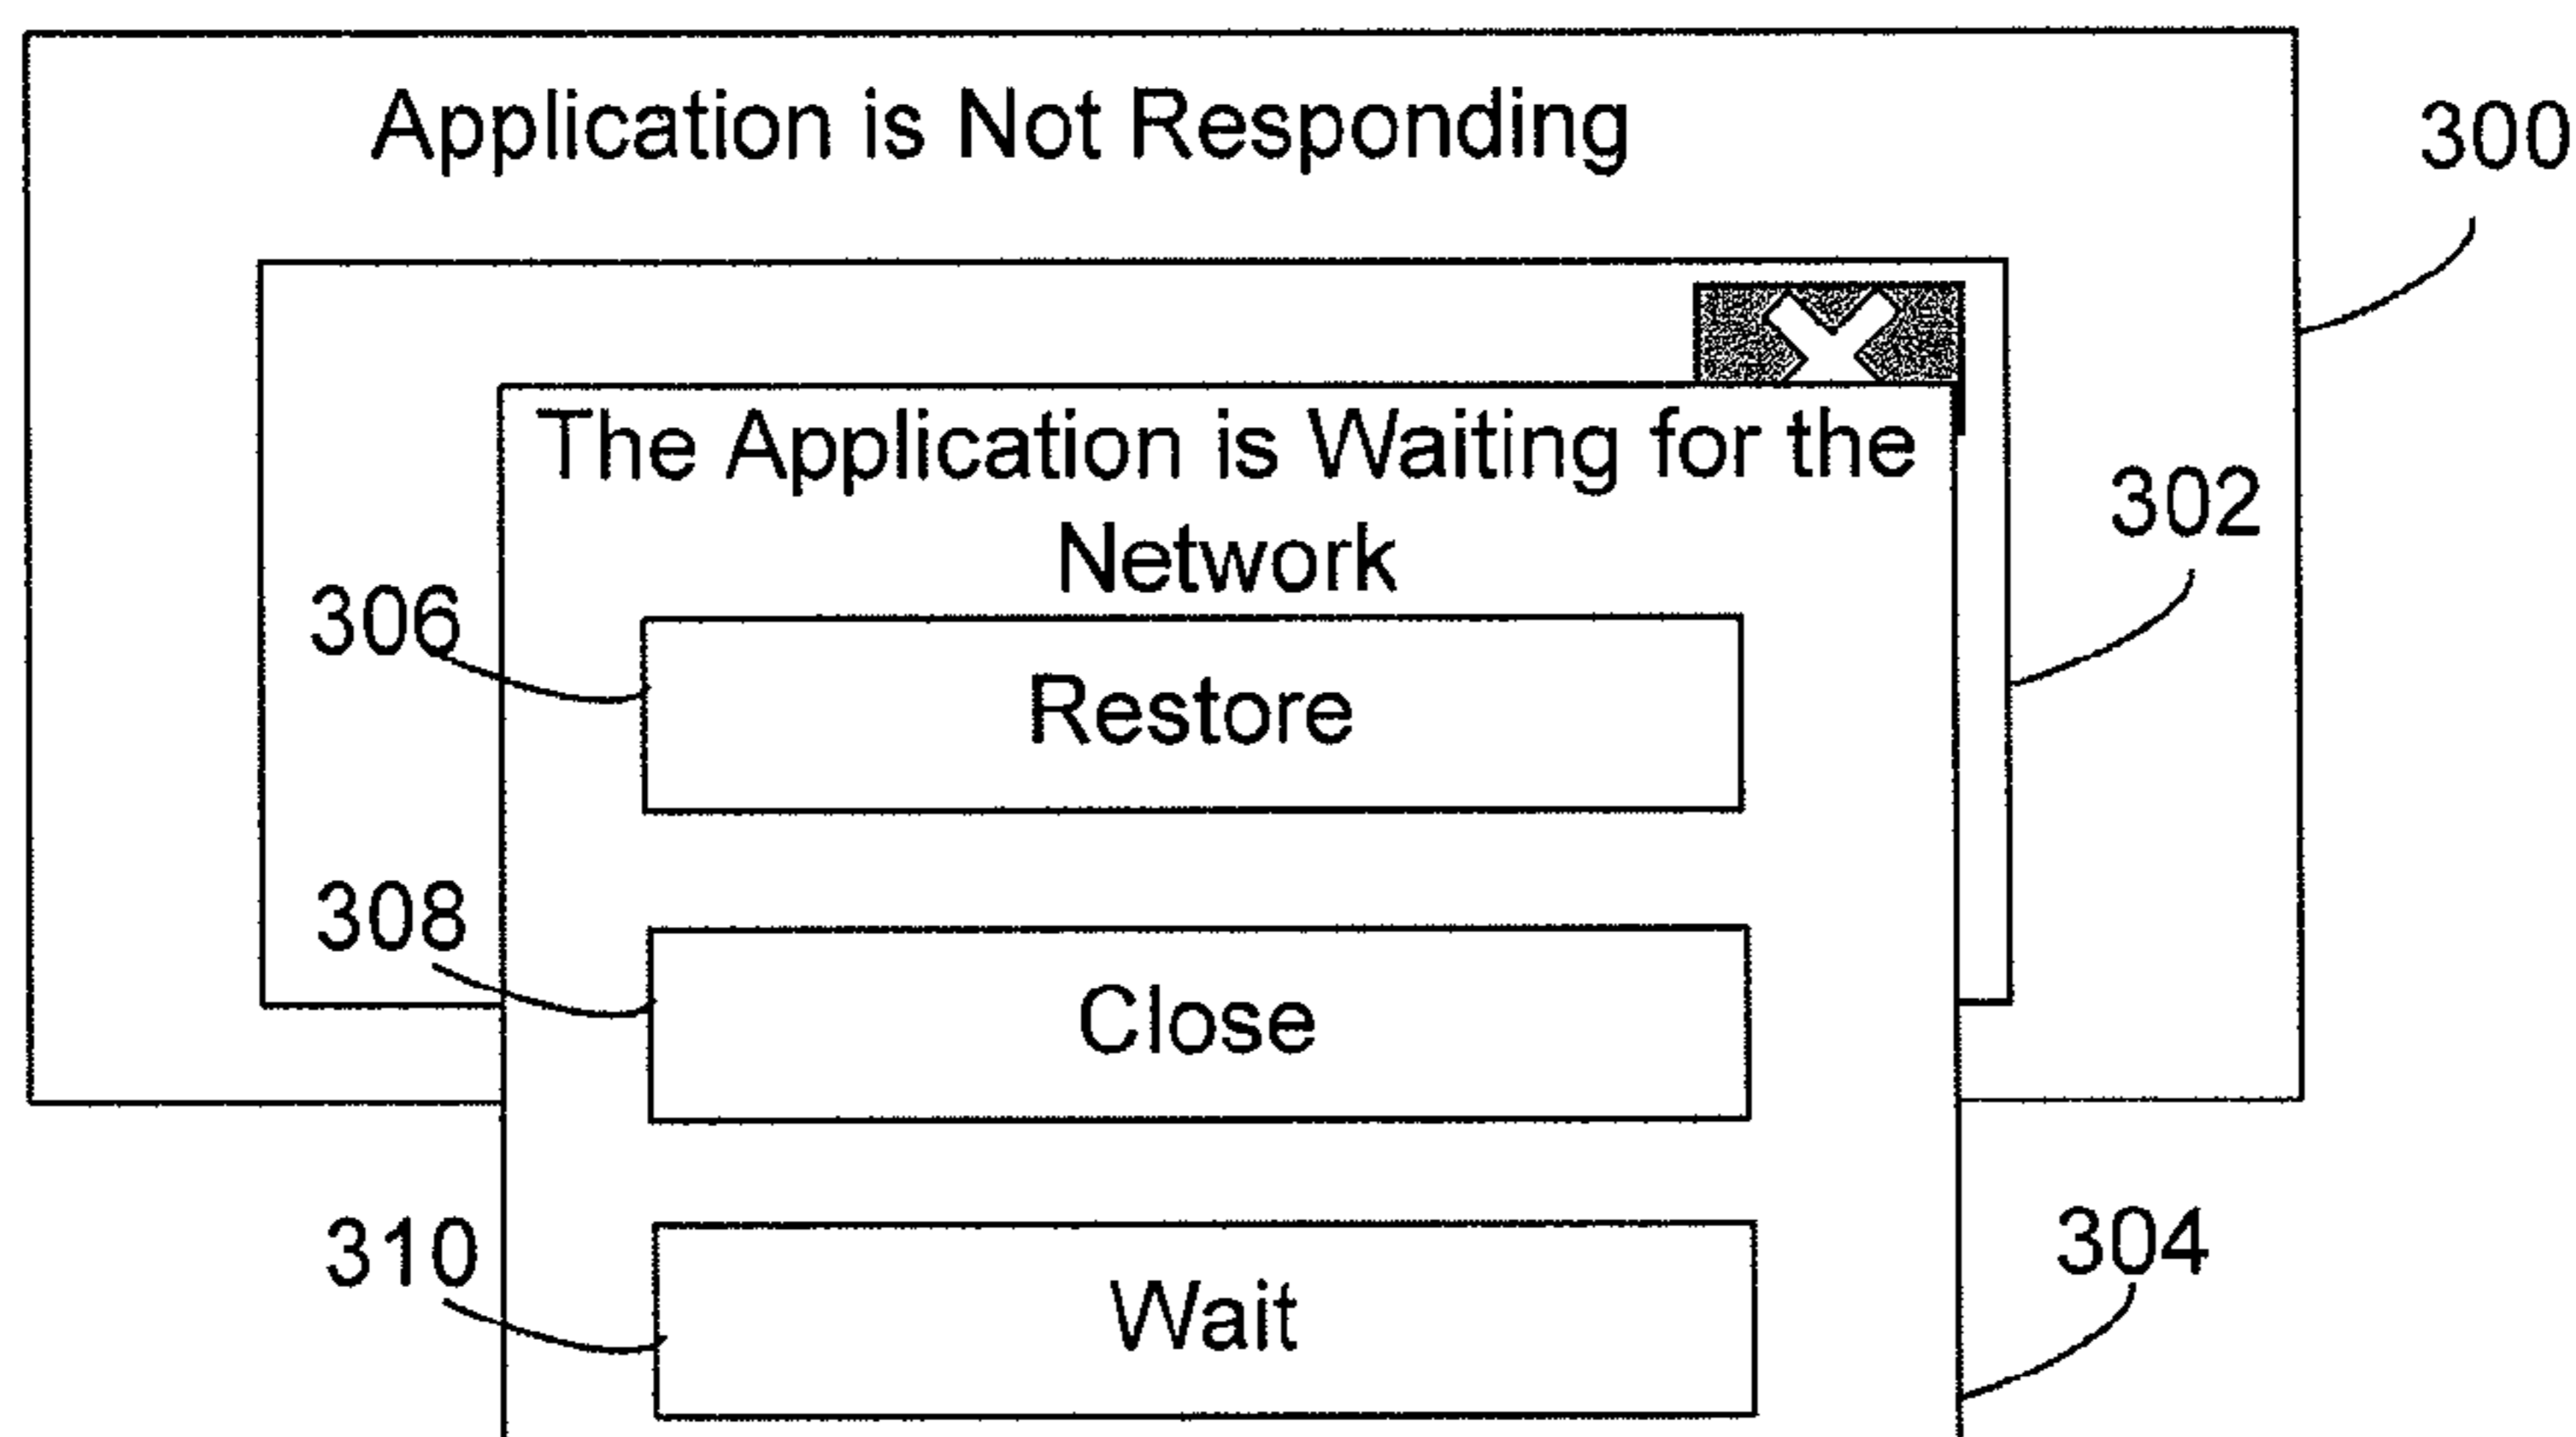 Application is Not Responding
300
The Application is Waiting for the
Network
302
306
Restore
308
Close
310
Wait
304